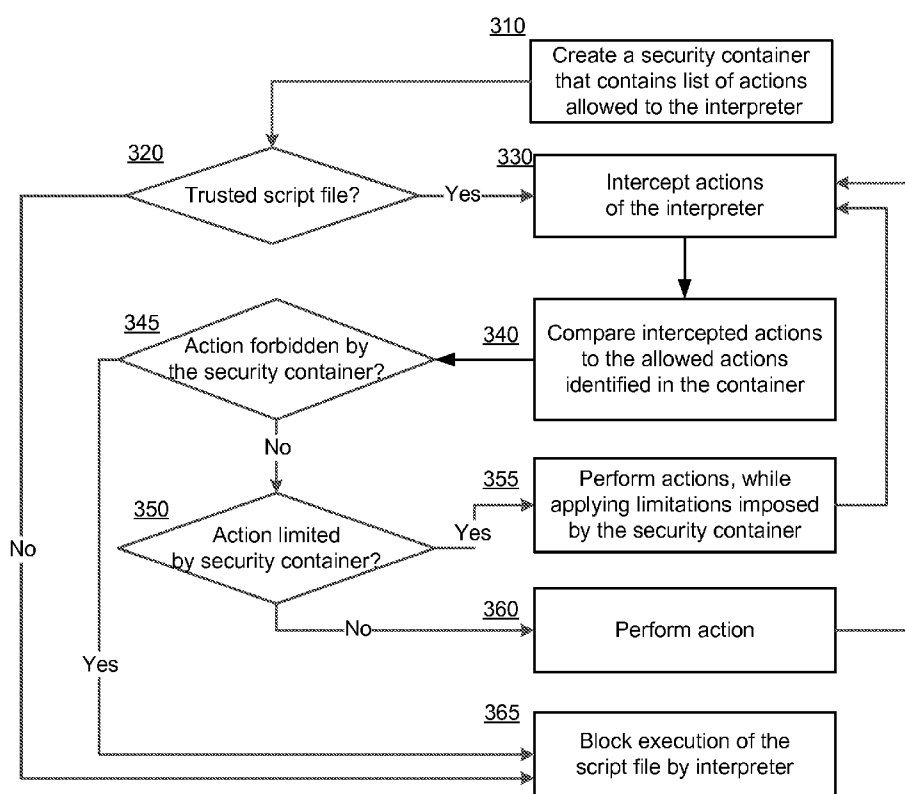 310
Create a security container
that contains list of actions
allowed to the interpreter
320
Trusted script file?
Yes
330
Intercept actions
of the interpreter
345
Action forbidden by
the security container?
340
Compare intercepted actions
to the allowed actions
identified in the container
No
350
Action limited
by security container?
Yes
355
Perform actions, while
applying limitations imposed
by the security container
No
No
360
Perform action
Yes
365
Block execution of the
script file by interpreter